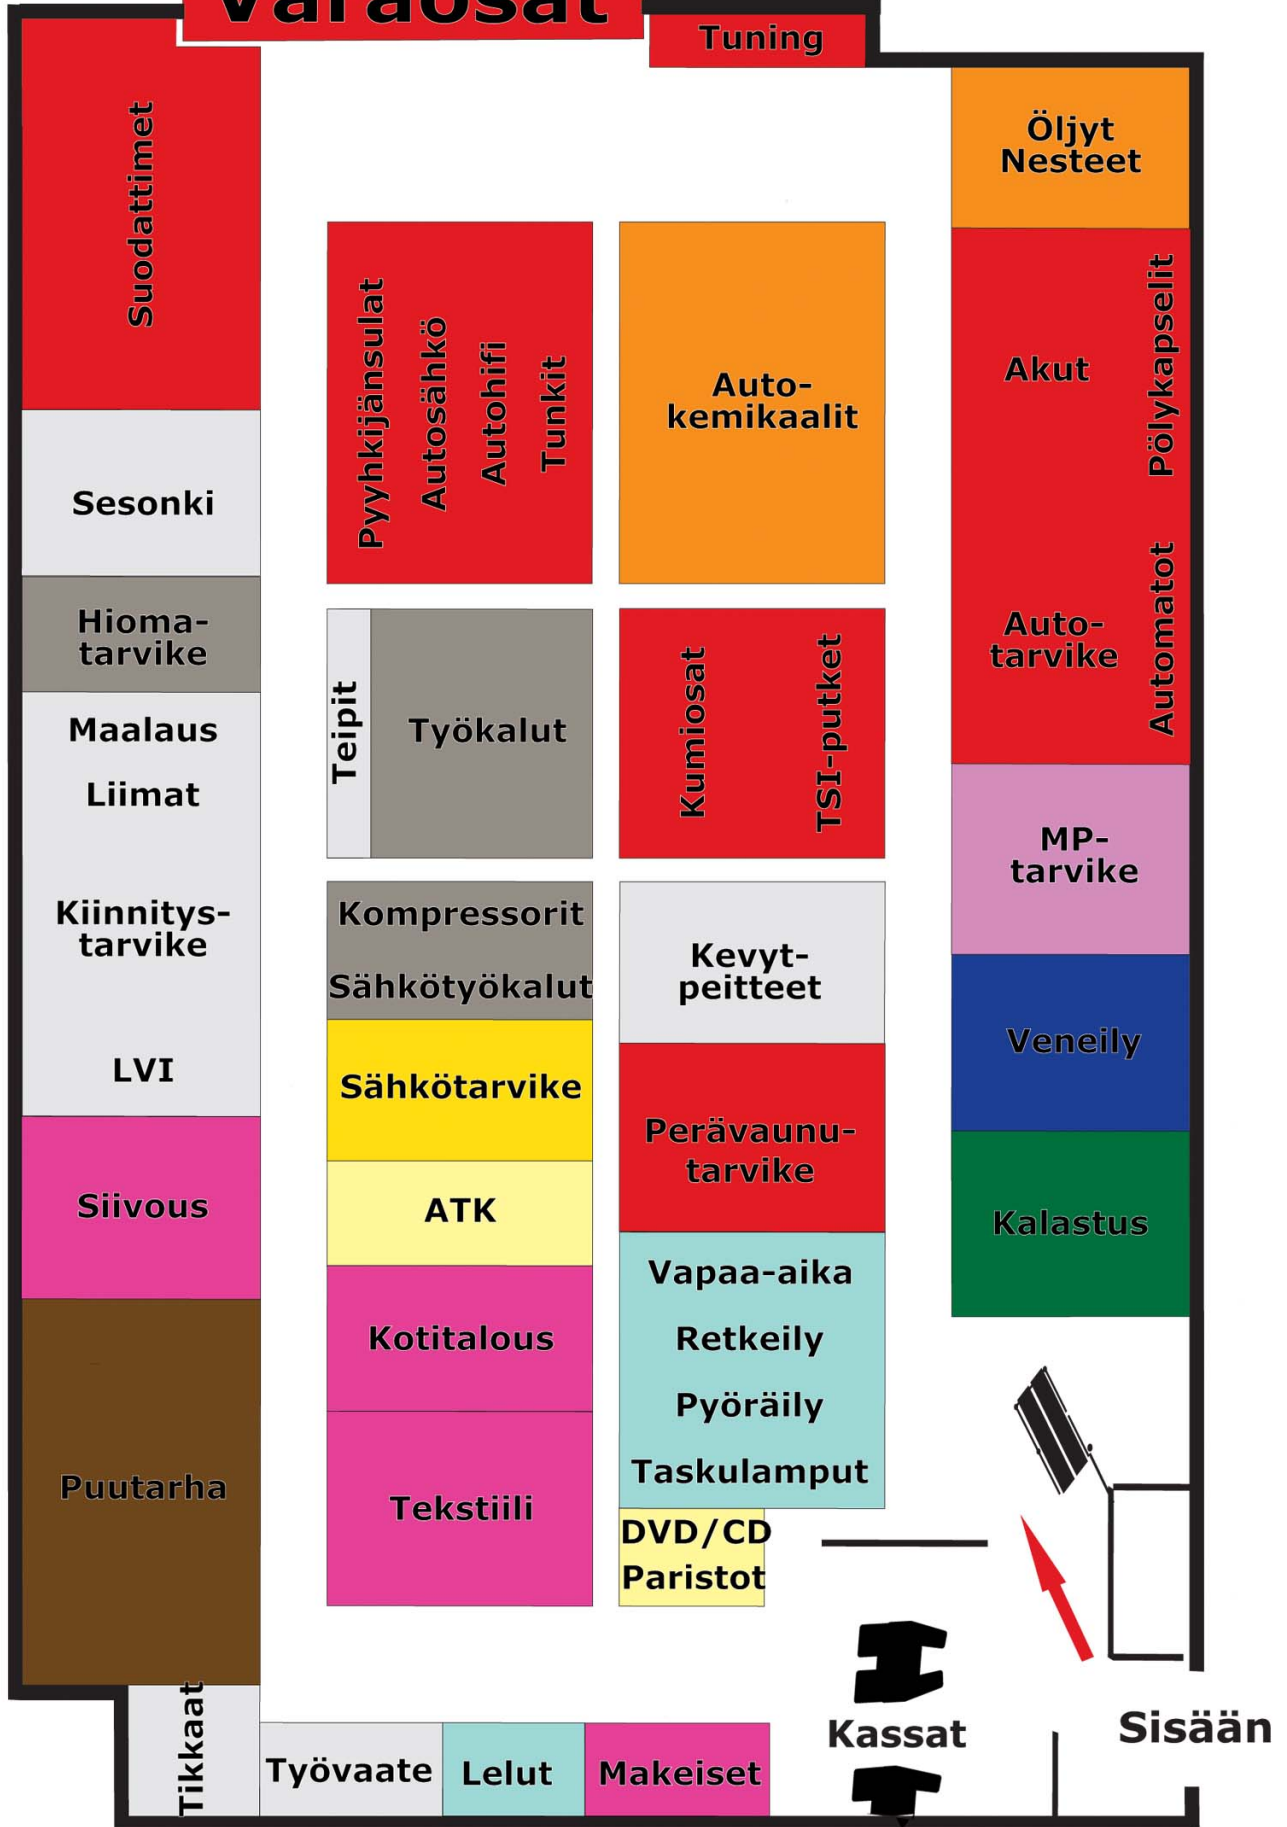 Varaosat
Tuning
Suodattimet
Sesonki
Hioma-
tarvike
Maalaus
Liimat
Kiinnitys-
tarvike
LVI
Siivous
Puutarha
Tikkaat
Pyyhkijänsulat
Autosähkö
Autohifi
Tunkit
Teipit
Työkalut
Kompressorit
Sähkötyökalut
Sähkötarvike
ATK
Kotitalous
Tekstiili
Auto-
kemikaalit
Kumiosat
TSI-putket
Kevyt-
peitteet
Perävaunu-
tarvike
Vapaa-aika
Retkeily
Pyöräily
Taskulamput
DVD/CD
Paristot
Öljyt
Nesteet
Akut
Pölykapselit
Auto-
tarvike
Automatot
MP-
tarvike
Veneily
Kalastus
Työvaate
Lelut
Makeiset
Kassat
Sisään